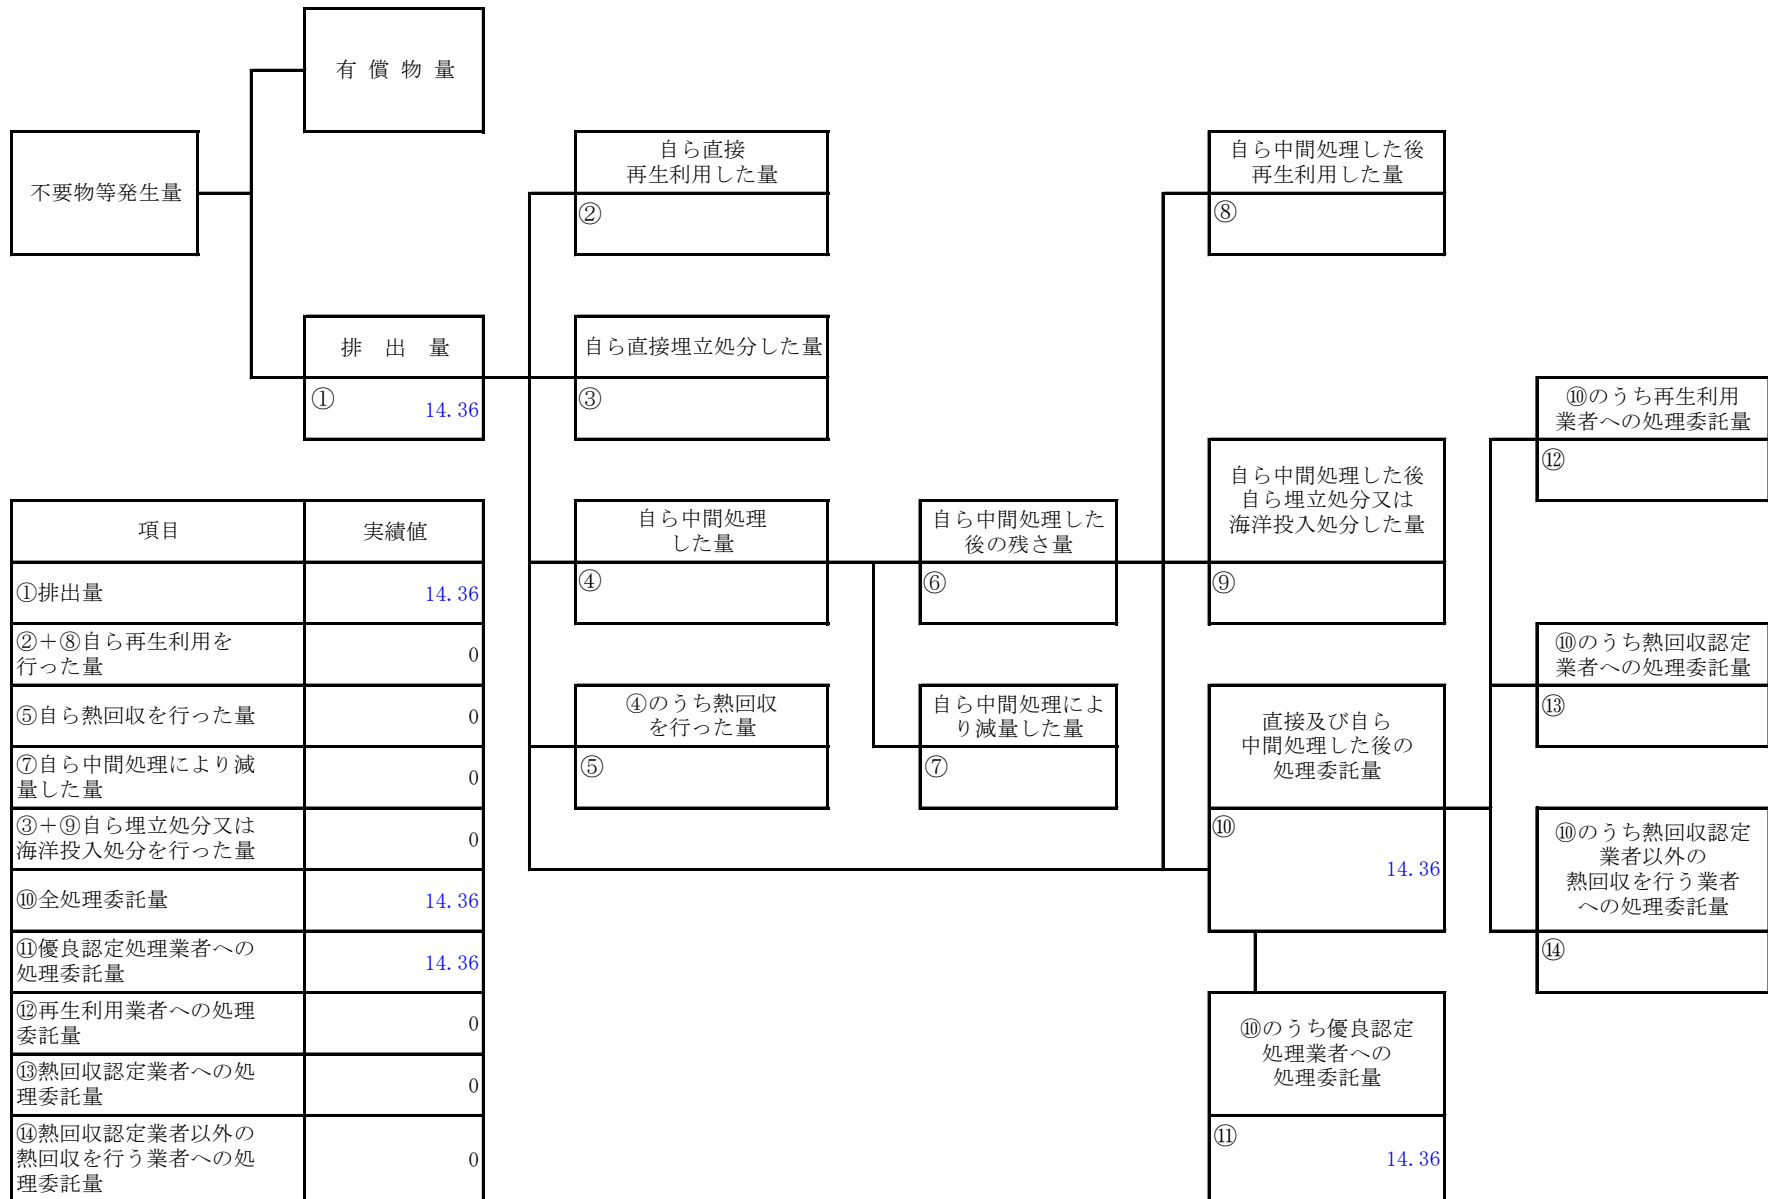 有償物量
不要物等発生量
排出量
①
14.36
自ら直接
再生利用した量
②
自ら直接埋立処分した量
③
自ら中間処理
した量
④
④のうち熱回収
を行った量
⑤
自ら中間処理した
後の残さ量
⑥
自ら中間処理によ
り減量した量
⑦
自ら中間処理した後
再生利用した量
⑧
自ら中間処理した後
自ら埋立処分又は
海洋投入処分した量
⑨
直接及び自ら
中間処理した後の
処理委託量
⑩
14.36
⑩のうち優良認定
処理業者への
処理委託量
⑪
14.36
⑩のうち再生利用
業者への処理委託量
⑫
⑩のうち熱回収認定
業者への処理委託量
⑬
⑩のうち熱回収認定
業者以外の
熱回収を行う業者
への処理委託量
⑭
項目 実績値
①排出量 14.36
②+⑧自ら再生利用を
行った量 0
⑤自ら熱回収を行った量 0
⑦自ら中間処理により減
量した量 0
③+⑨自ら埋立処分又は
海洋投入処分を行った量 0
⑩全処理委託量 14.36
⑪優良認定処理業者への
処理委託量 14.36
⑫再生利用業者への処理
委託量 0
⑬熱回収認定業者への処
理委託量 0
⑭熱回収認定業者以外の
熱回収を行う業者への処
理委託量 0